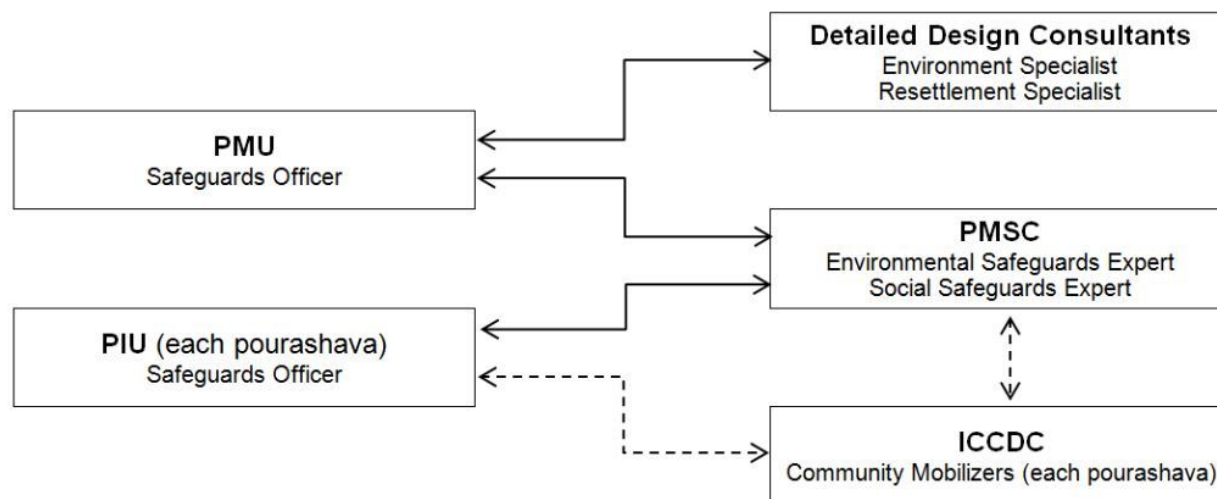 Detailed Design Consultants
Environment Specialist
Resettlement Specialist
PMU
Safeguards Officer
PMSC
Environmental Safeguards Expert
Social Safeguards Expert
PIU (each pourashava)
Safeguards Officer
ICCDC
Community Mobilizers (each pourashava)